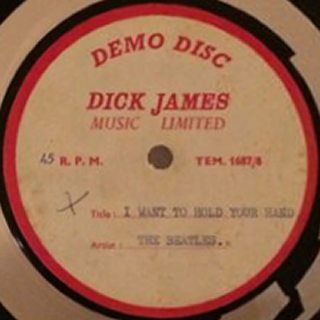 DEMO DISC
DICK JAMES
MUSIC LIMITED
45 R. P. M. TEM. 1687/8
X
Title: I WANT TO HOLD YOUR HAND
Artist: THE BEATLES.